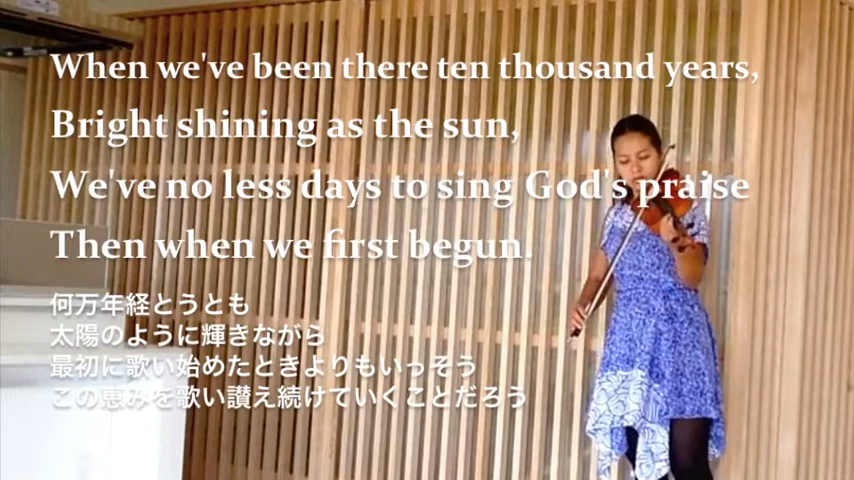 When we've been there ten thousand years,
Bright shining as the sun,
We've no less days to sing God's praise
Then when we first begun.
何万年経とうとも
太陽のように輝きながら
最初に歌い始めたときよりもいっそう
この恵みを歌い讃え続けていくことだろう